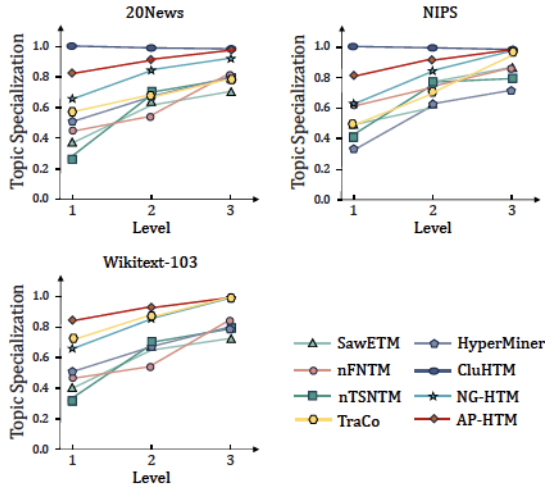 20News
Topic Specialization
1.0
0.8
0.6
0.4
0.2
0.0
1 2 3
Level
NIPS
Topic Specialization
1.0
0.8
0.6
0.4
0.2
0.0
1 2 3
Level
Wikitext-103
Topic Specialization
1.0
0.8
0.6
0.4
0.2
0.0
1 2 3
Level
SawETM
nFNTM
nTSNTM
TraCo
HyperMiner
CluHTM
NG-HTM
AP-HTM